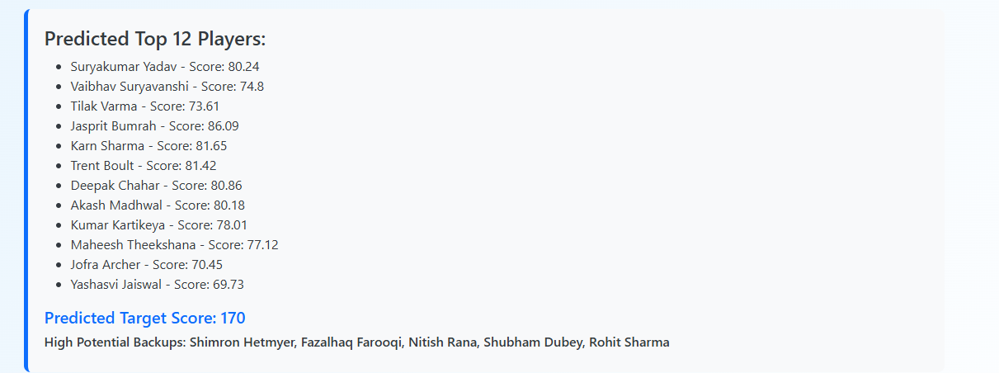 Predicted Top 12 Players:
Suryakumar Yadav - Score: 80.24
Vaibhav Suryavanshi - Score: 74.8
Tilak Varma - Score: 73.61
Jasprit Bumrah - Score: 86.09
Karn Sharma - Score: 81.65
Trent Boult - Score: 81.42
Deepak Chahar - Score: 80.86
Akash Madhwal - Score: 80.18
Kumar Kartikeya - Score: 78.01
Maheesh Theekshana - Score: 77.12
Jofra Archer - Score: 70.45
Yashasvi Jaiswal - Score: 69.73
Predicted Target Score: 170
High Potential Backups: Shimron Hetmyer, Fazalhaq Farooqi, Nitish Rana, Shubham Dubey, Rohit Sharma